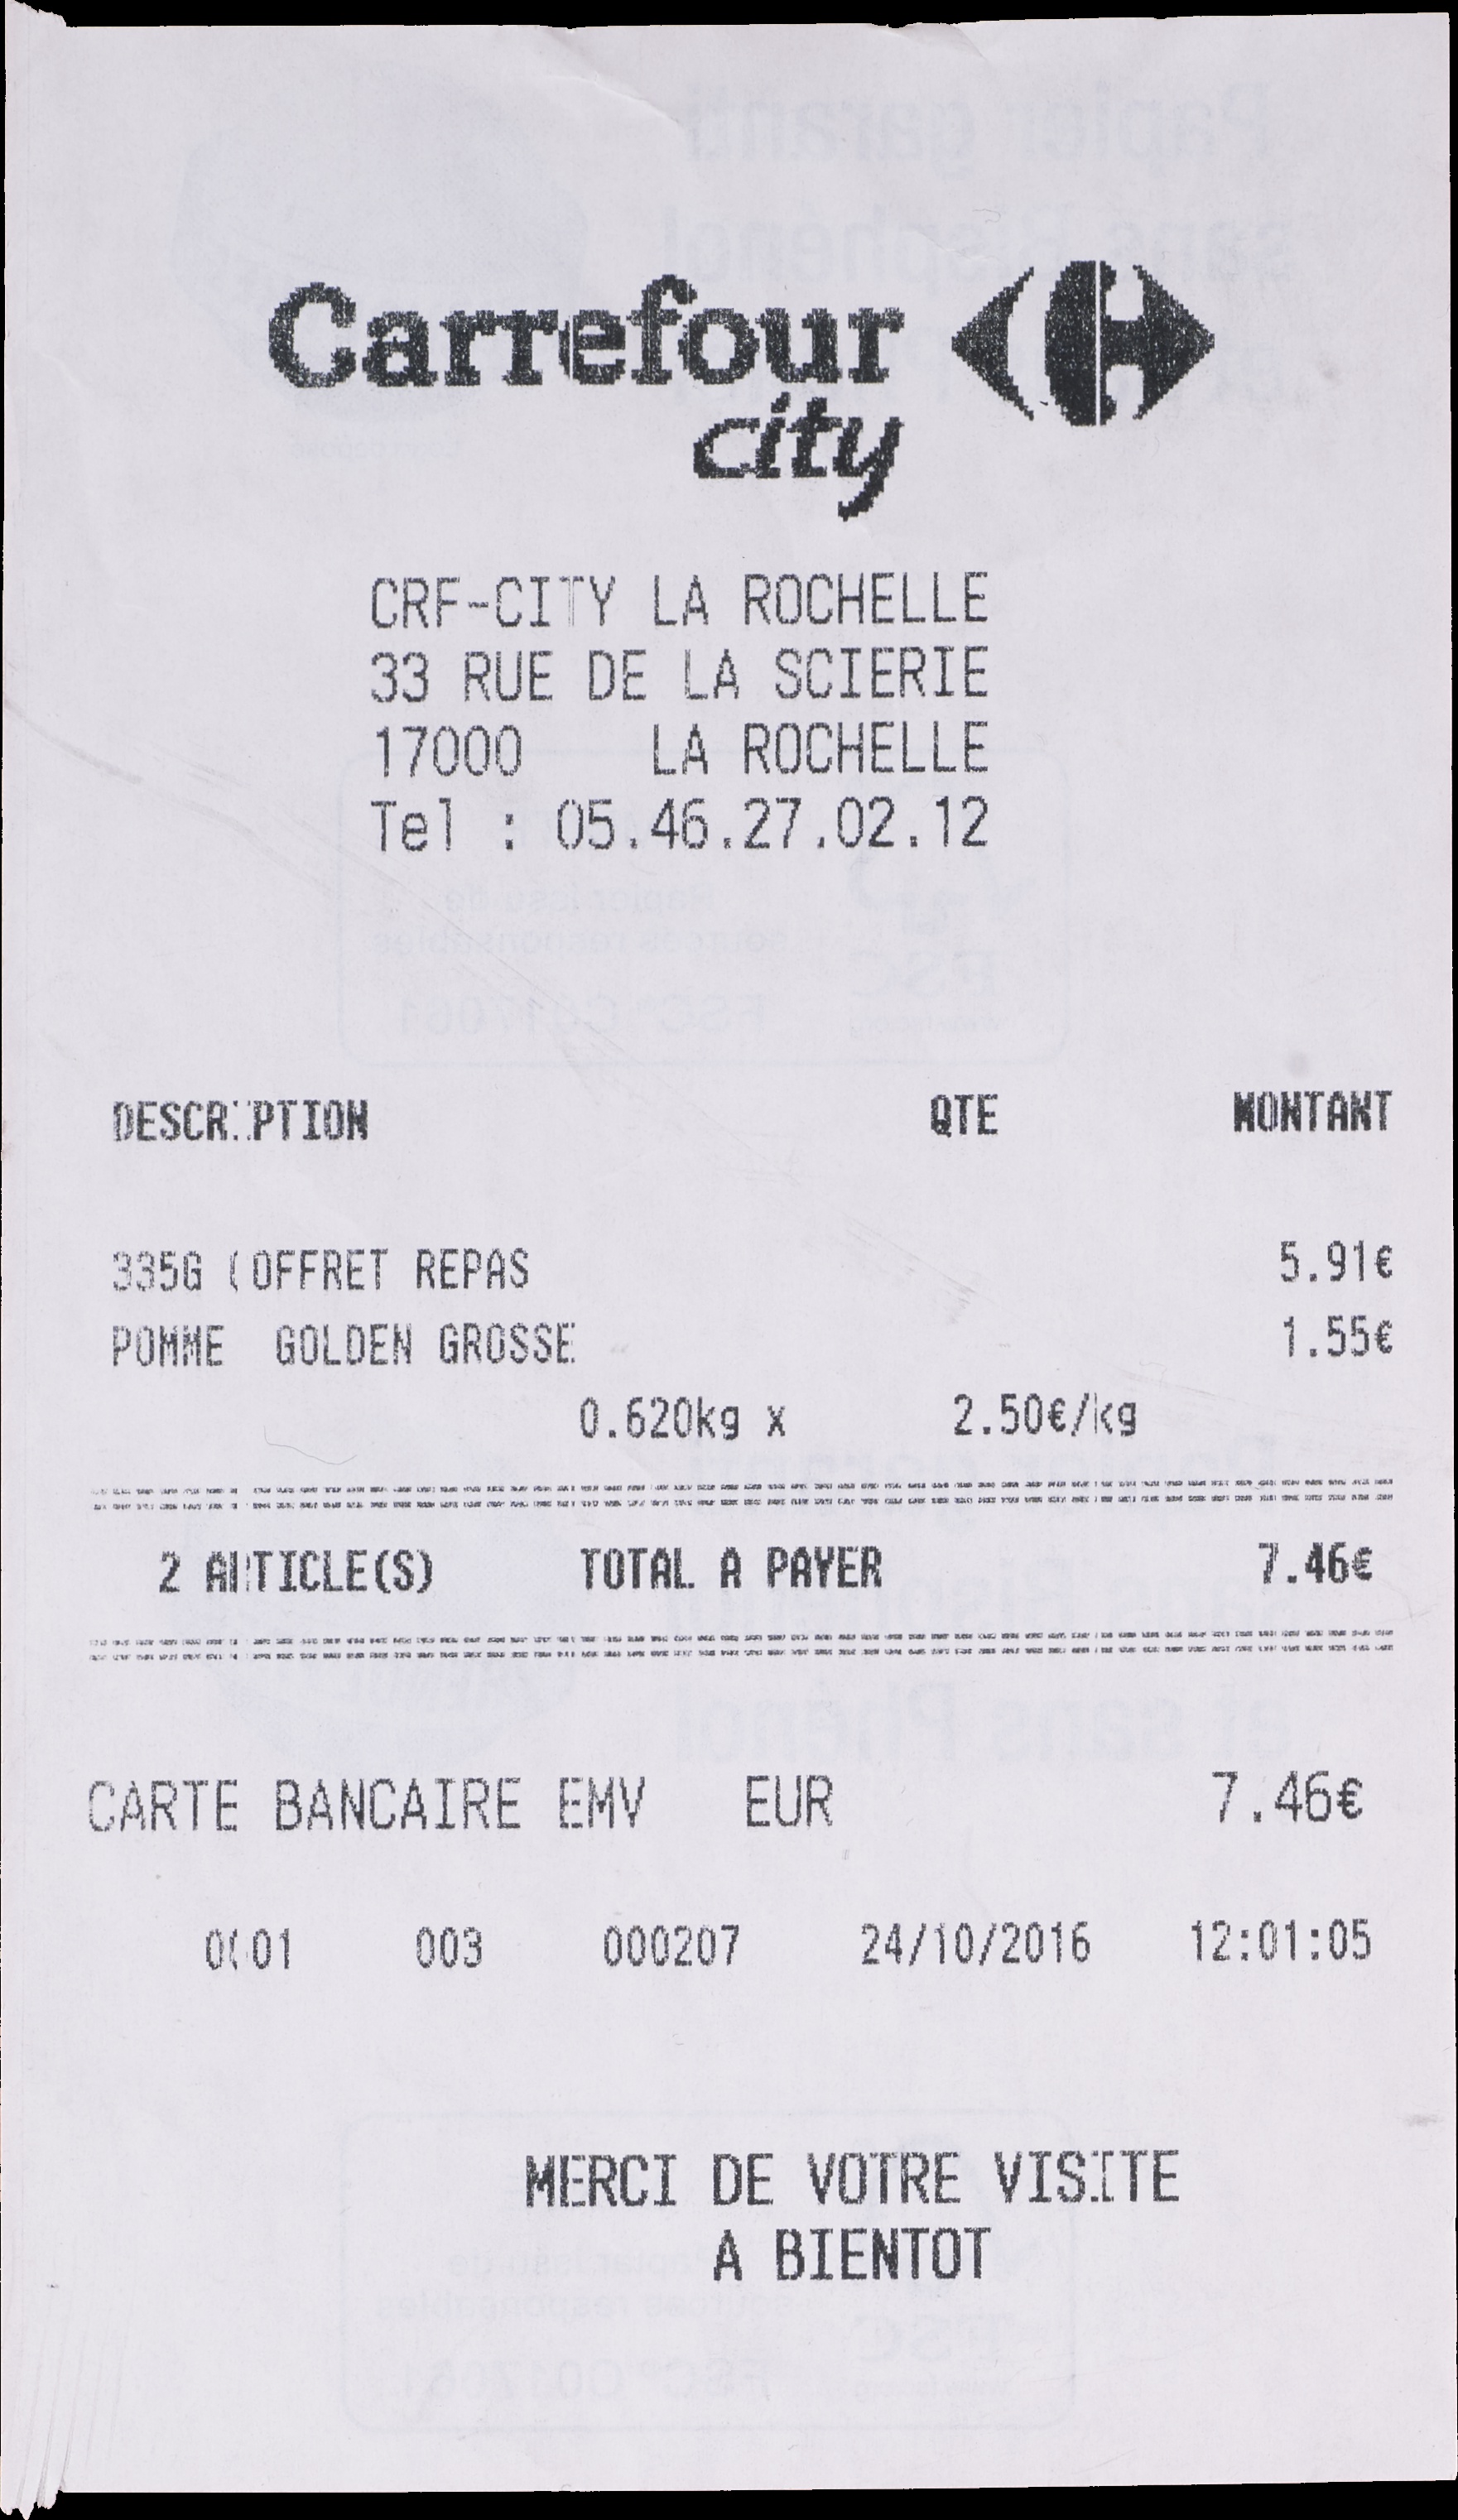 Carrefour
city
CRF-CITY LA ROCHELLE
33 RUE DE LA SCIERIE
17000 LA ROCHELLE
Tel : 05.46.27.02.12
DESCRIPTION QTE MONTANT
335G COFFRET REPAS 5.91€
POMME GOLDEN GROSSE 1.55€
0.620kg x 2.50€/kg
2 ARTICLE(S) TOTAL A PAYER 7.46€
CARTE BANCAIRE EMV EUR 7.46€
0001 003 000207 24/10/2016 12:01:05
MERCI DE VOTRE VISITE
A BIENTOT